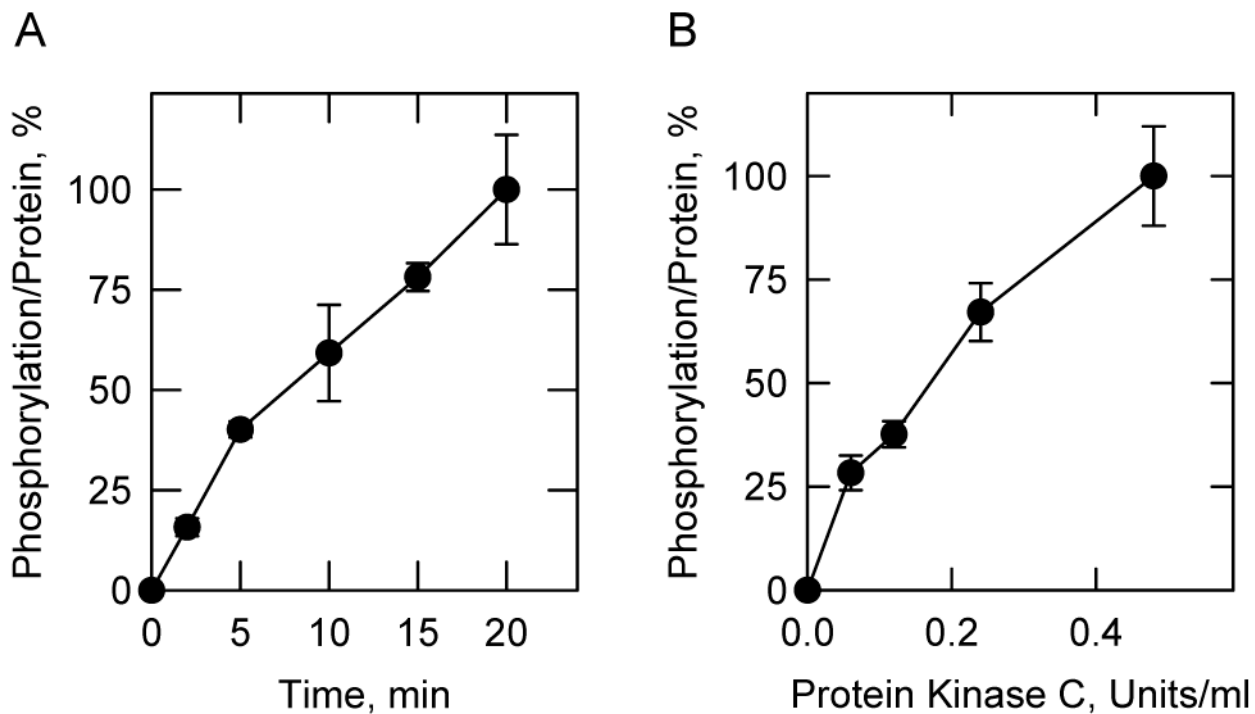 A
Phosphorylation/Protein, %
100
75
50
25
0
0 5 10 15 20
Time, min
B
Phosphorylation/Protein, %
100
75
50
25
0
0.0 0.2 0.4
Protein Kinase C, Units/ml